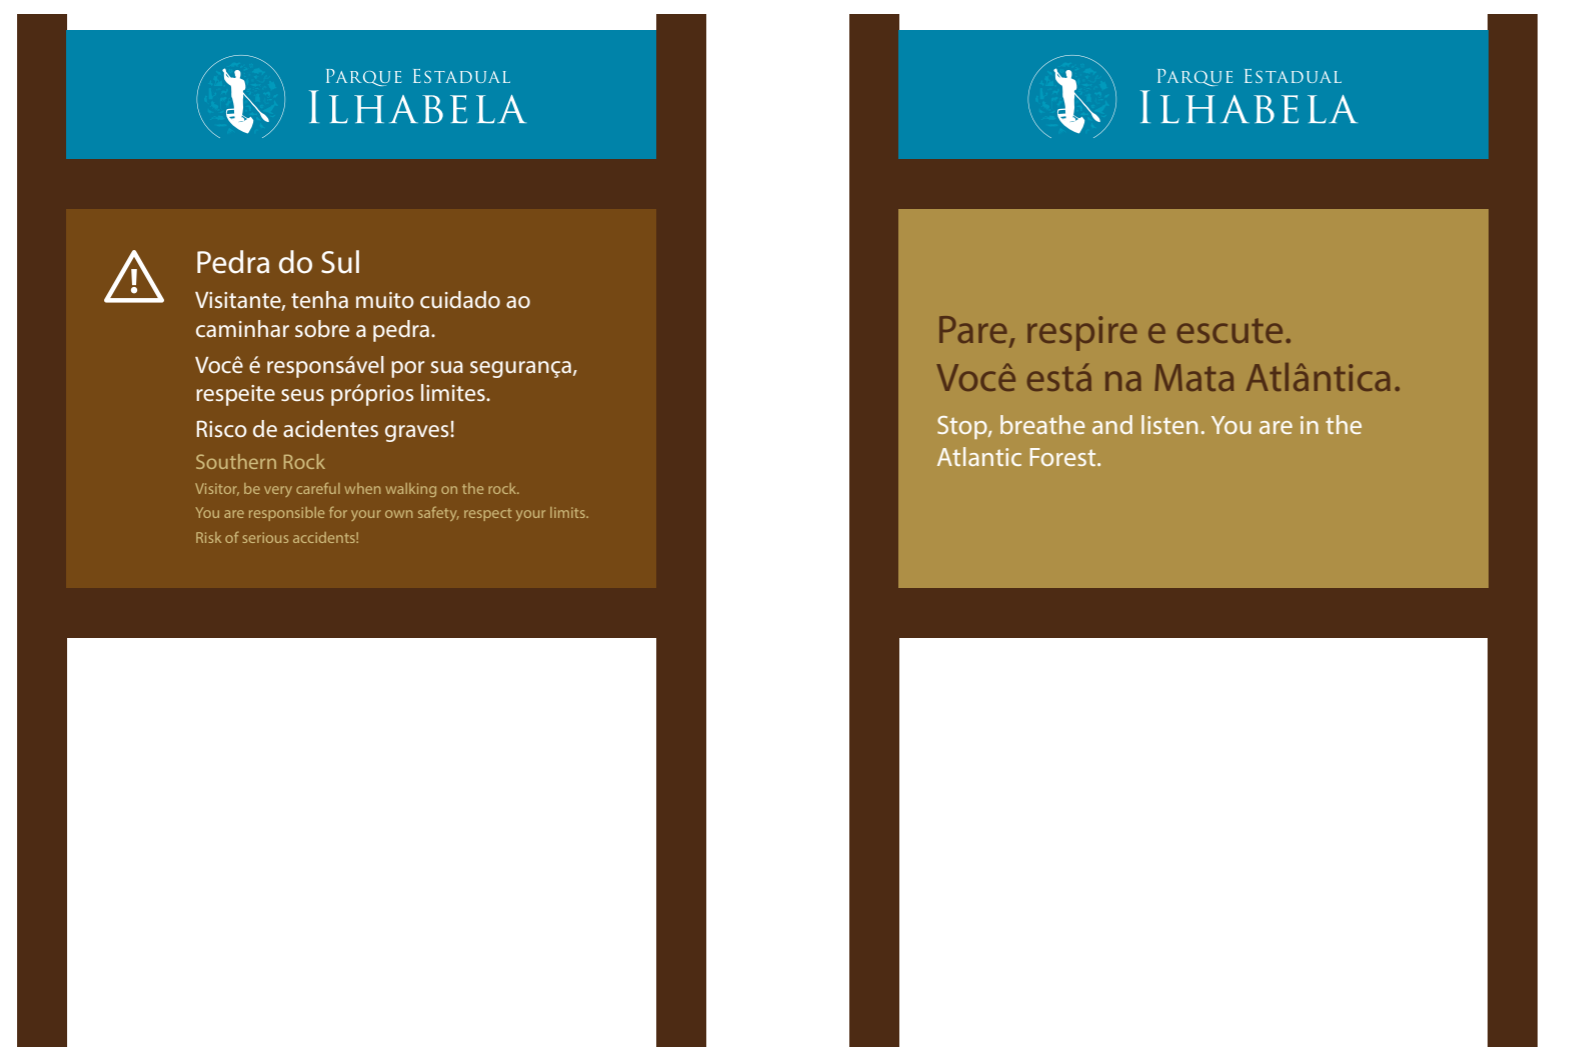 Parque Estadual
Ilhabela
Pedra do Sul
Visitante, tenha muito cuidado ao
caminhar sobre a pedra.
Você é responsável por sua segurança,
respeite seus próprios limites.
Risco de acidentes graves!
Southern Rock
Visitor, be very careful when walking on the rock.
You are responsible for your own safety, respect your limits.
Risk of serious accidents!
Parque Estadual
Ilhabela
Pare, respire e escute.
Você está na Mata Atlântica.
Stop, breathe and listen. You are in the
Atlantic Forest.